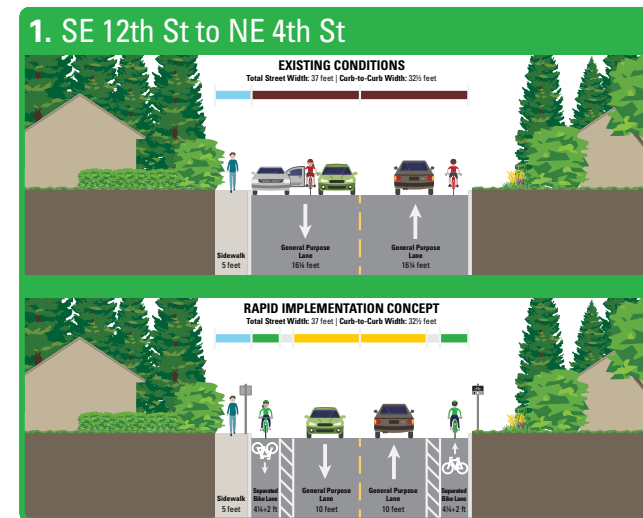 1. SE 12th St to NE 4th St
EXISTING CONDITIONS
Total Street Width: 37 feet | Curb-to-Curb Width: 32½ feet
Sidewalk
5 feet
General Purpose
Lane
16¼ feet
General Purpose
Lane
16¼ feet
RAPID IMPLEMENTATION CONCEPT
Total Street Width: 37 feet | Curb-to-Curb Width: 32½ feet
Sidewalk
5 feet
Separated
Bike Lane
4¼+2 ft
General Purpose
Lane
10 feet
General Purpose
Lane
10 feet
Separated
Bike Lane
4¼+2 ft